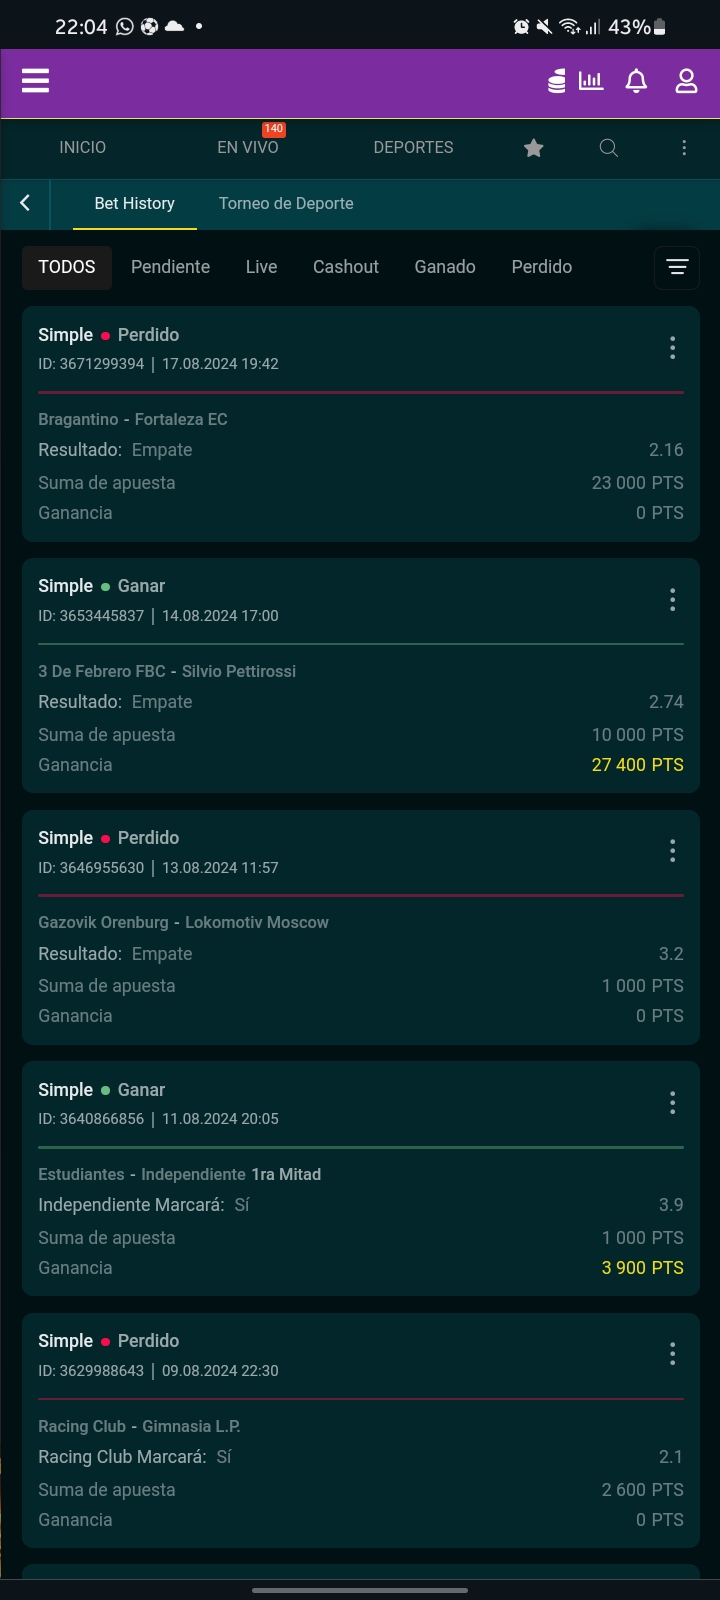 22:04 43%
140
INICIO EN VIVO DEPORTES
Bet History Torneo de Deporte
TODOS Pendiente Live Cashout Ganado Perdido
Simple Perdido
ID: 3671299394 | 17.08.2024 19:42
Bragantino - Fortaleza EC
Resultado: Empate 2.16
Suma de apuesta 23 000 PTS
Ganancia 0 PTS
Simple Ganar
ID: 3653445837 | 14.08.2024 17:00
3 De Febrero FBC - Silvio Pettirossi
Resultado: Empate 2.74
Suma de apuesta 10 000 PTS
Ganancia 27 400 PTS
Simple Perdido
ID: 3646955630 | 13.08.2024 11:57
Gazovik Orenburg - Lokomotiv Moscow
Resultado: Empate 3.2
Suma de apuesta 1 000 PTS
Ganancia 0 PTS
Simple Ganar
ID: 3640866856 | 11.08.2024 20:05
Estudiantes - Independiente 1ra Mitad
Independiente Marcará: Sí 3.9
Suma de apuesta 1 000 PTS
Ganancia 3 900 PTS
Simple Perdido
ID: 3629988643 | 09.08.2024 22:30
Racing Club - Gimnasia L.P.
Racing Club Marcará: Sí 2.1
Suma de apuesta 2 600 PTS
Ganancia 0 PTS